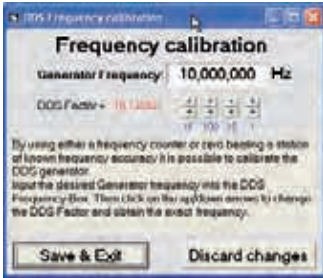 DDS Frequency calibration
Frequency calibration
Generator Frequency: 10,000,000 Hz
DDS Factor =
By using either a frequency counter or zero beating a station
of known frequency accuracy it is possible to calibrate the
DDS generator.
Input the desired Generator frequency into the DDS
Frequency Box. Then click on the up/down arrows to change
the DDS Factor and obtain the exact frequency.
Save & Exit Discard changes